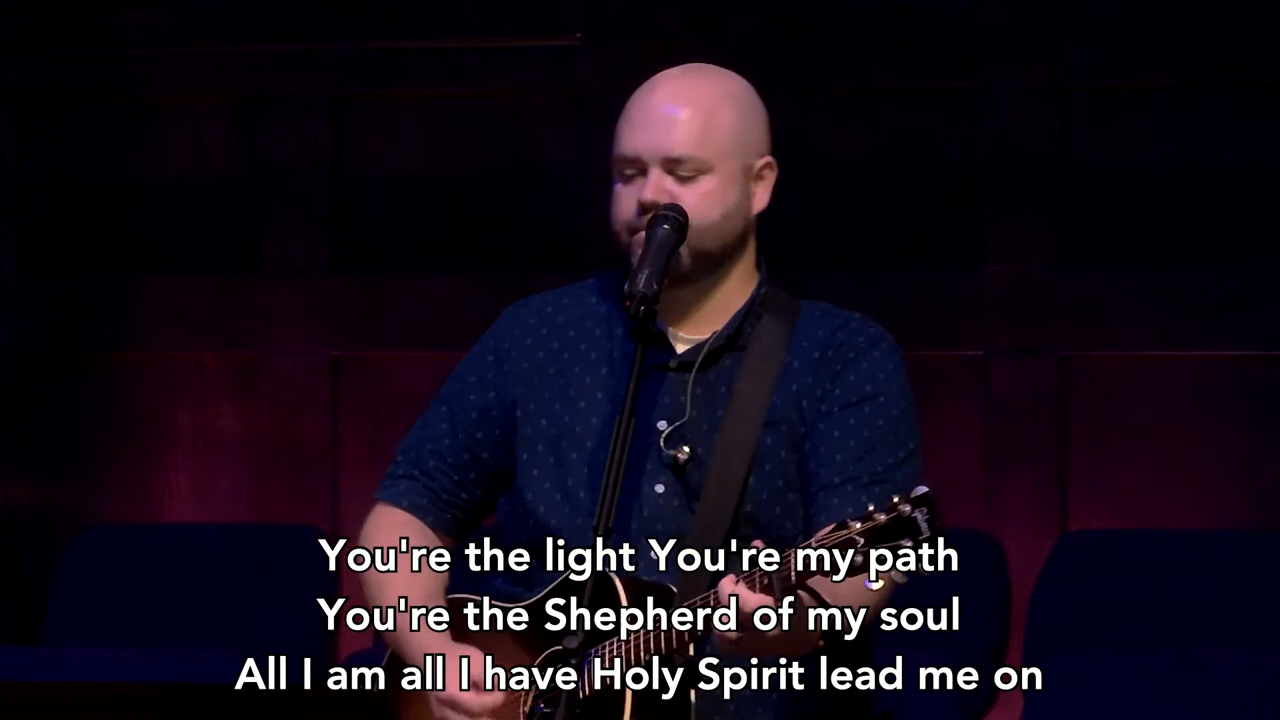 You're the light You're my path
You're the Shepherd of my soul
All I am all I have Holy Spirit lead me on